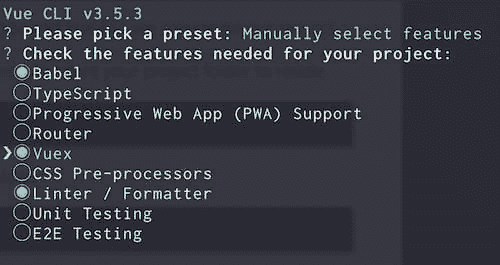 Vue CLI v3.5.3
? Please pick a preset: Manually select features
? Check the features needed for your project:
◉Babel
◯TypeScript
◯Progressive Web App (PWA) Support
◯Router
❯◉Vuex
◯CSS Pre-processors
◉Linter / Formatter
◯Unit Testing
◯E2E Testing